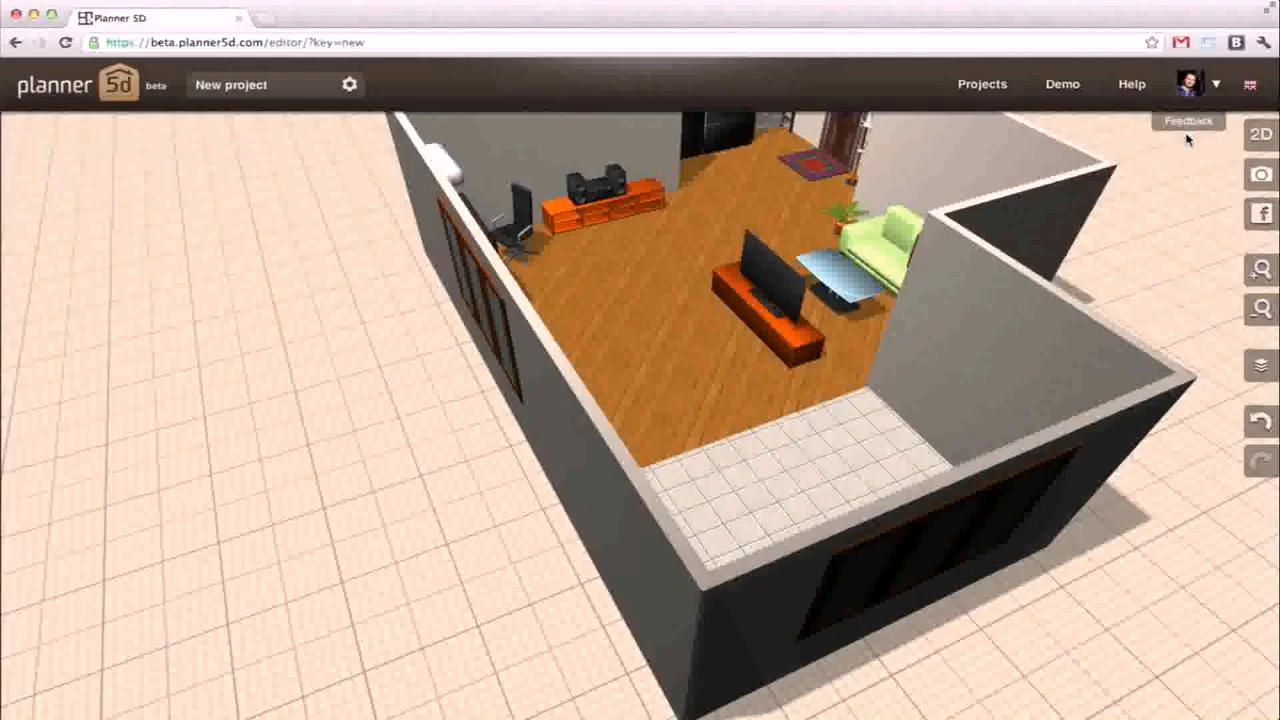 Planner 5D
https://beta.planner5d.com/editor/?key=new
planner 5d beta
New project
Projects
Demo
Help
Feedback
2D